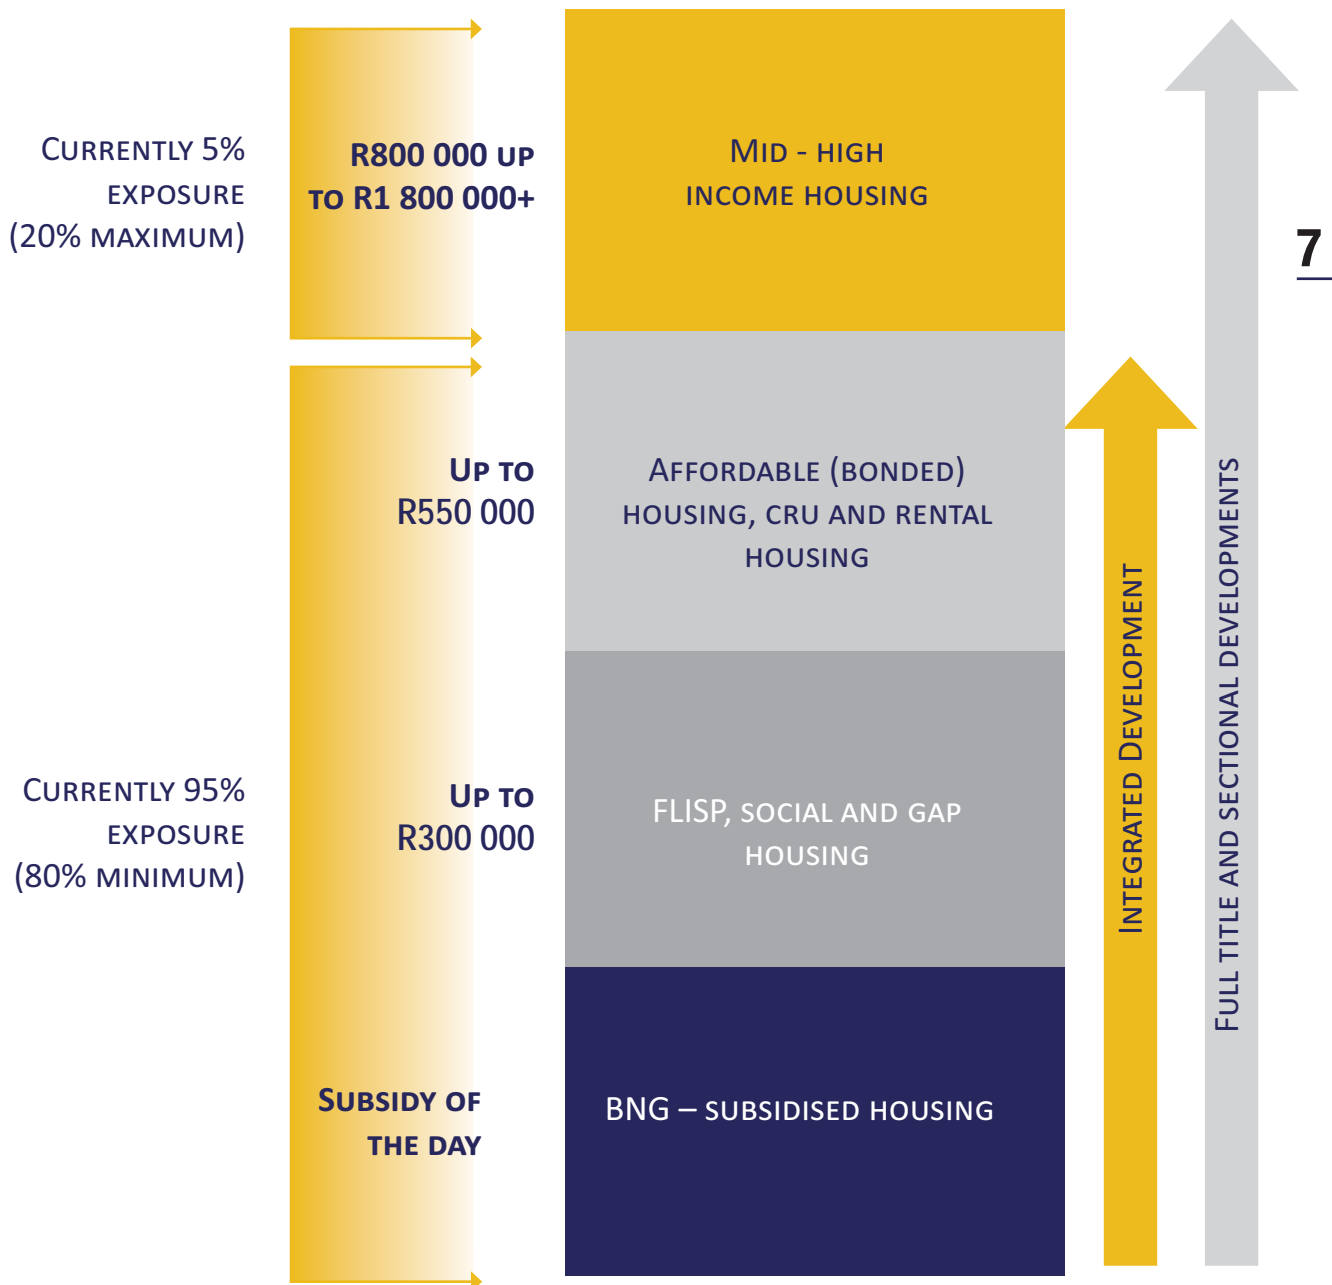 Currently 5%
exposure
(20% maximum)
R800 000 up
to R1 800 000+
Mid - high
income housing
7
Up to
R550 000
Affordable (bonded)
housing, cru and rental
housing
Currently 95%
exposure
(80% minimum)
Up to
R300 000
FLISP, social and gap
housing
Subsidy of
the day
BNG – subsidised housing
Integrated Development
Full title and sectional developments